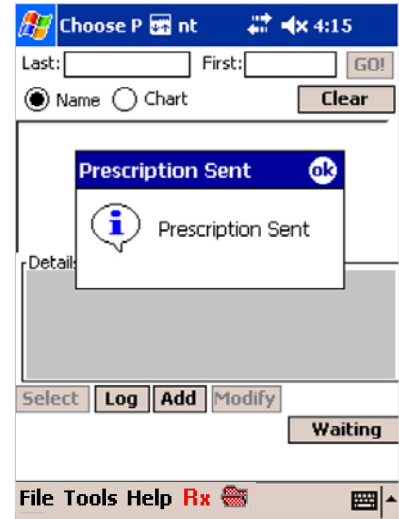 Choose P nt 4:15
Last: First: GO!
Name Chart Clear
Prescription Sent ok
Prescription Sent
Details
Select Log Add Modify
Waiting
File Tools Help Rx